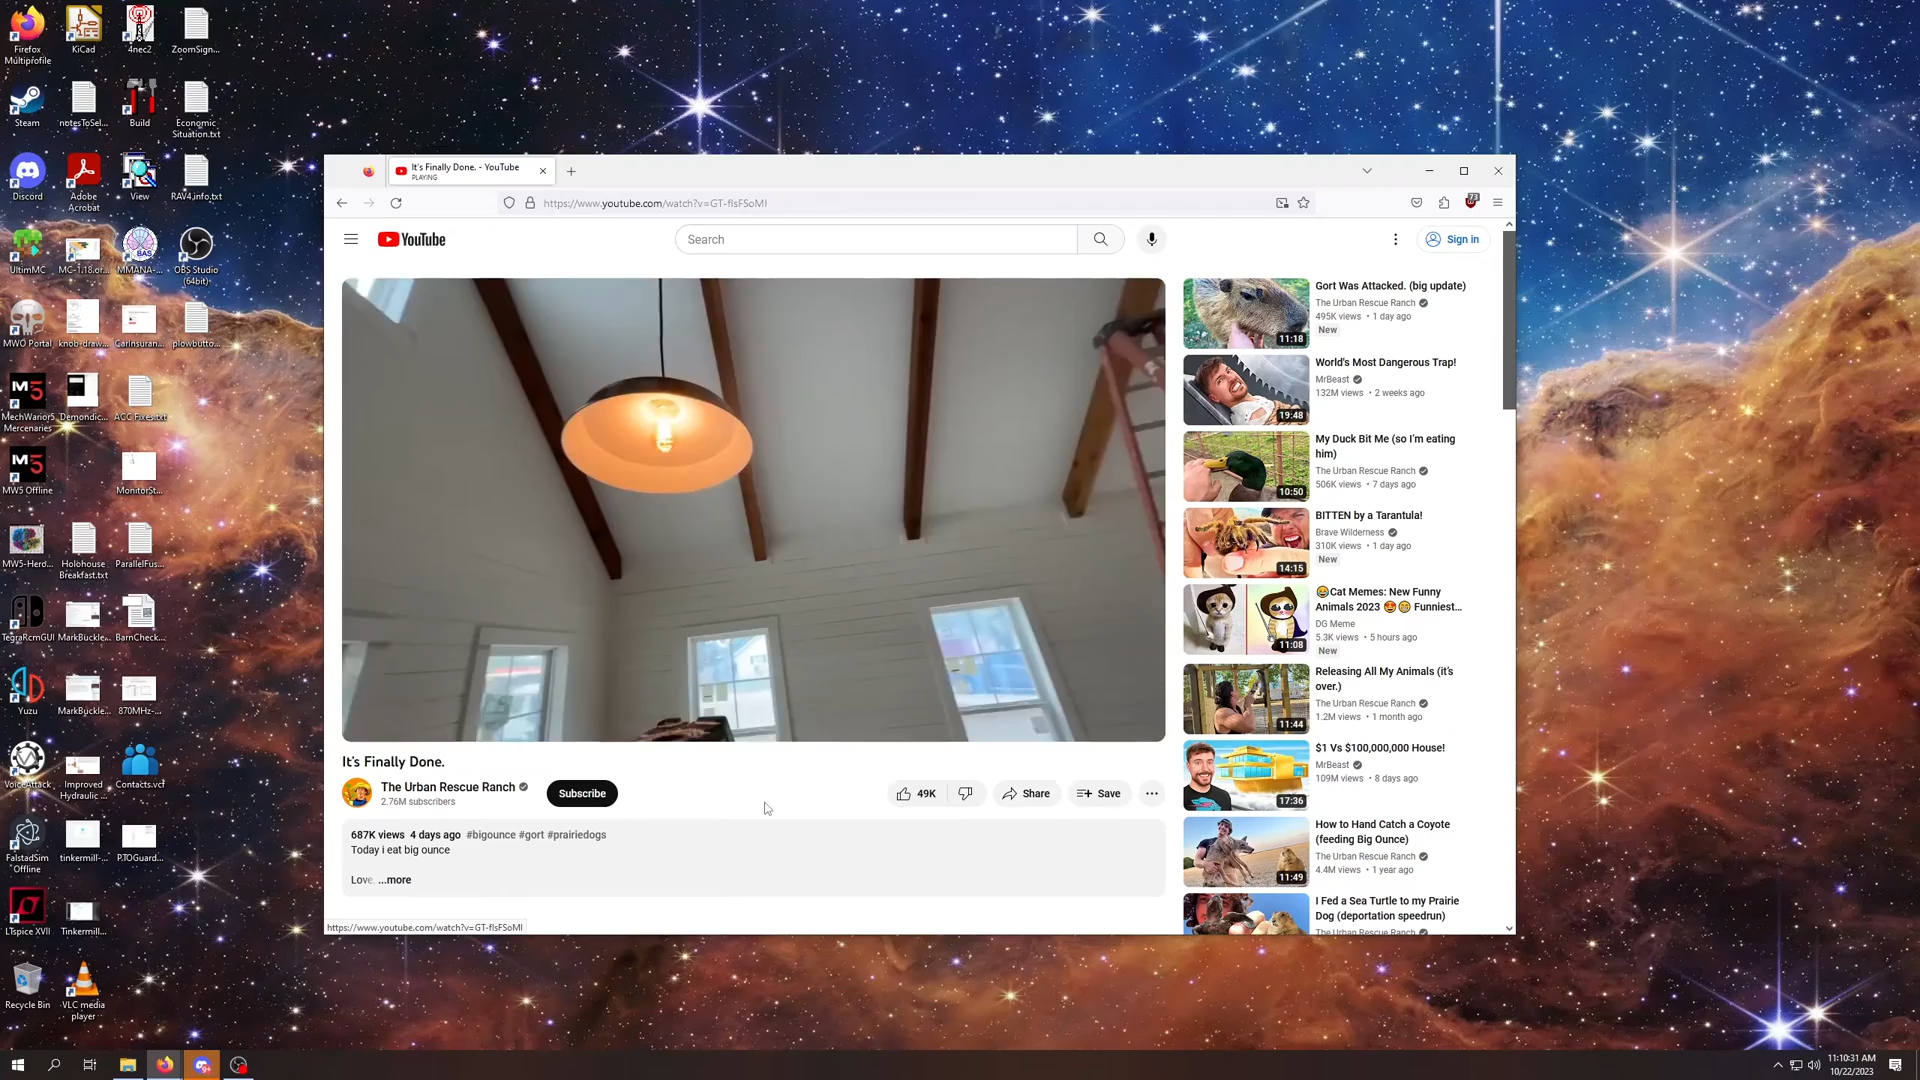 Firefox
Multiprofile
KiCad
4nec2
ZoomSign...
Steam
notesToSel...
Build
Economic
Situation.txt
Discord
Adobe
Acrobat
View
RAV4.info.txt
UltimMC
MC-1.18.or...
MMANA-...
OBS Studio
(64bit)
MWO Portal
knob-draw...
CarInsuran...
plowbutto...
MechWarior5
Mercenaries
Demondic...
ACC Fixer.txt
MW5 Offline
MonitorSt...
MW5-Hero...
Holohouse
Breakfast.txt
ParallelFus...
TegraRcmGUI
MarkBuckle...
BarnCheck...
Yuzu
MarkBuckle...
870MHz-...
VoiceAttack
Improved
Hydraulic ...
Contacts.vcf
FalstadSim
Offline
tinkermill-...
PTOGuard...
LTspice XVII
Tinkermill...
Recycle Bin
VLC media
player
It's Finally Done. - YouTube
PLAYING
https://www.youtube.com/watch?v=GT-fIsFSoMI
73
YouTube
Search
Sign in
It's Finally Done.
The Urban Rescue Ranch
2.76M subscribers
Subscribe
49K
Share
Save
687K views 4 days ago #bigounce #gort #prairiedogs
Today i eat big ounce
Love, ...more
https://www.youtube.com/watch?v=GT-fIsFSoMI
11:18
Gort Was Attacked. (big update)
The Urban Rescue Ranch
495K views • 1 day ago
New
19:48
World's Most Dangerous Trap!
MrBeast
132M views • 2 weeks ago
10:50
My Duck Bit Me (so I'm eating
him)
The Urban Rescue Ranch
506K views • 7 days ago
14:15
BITTEN by a Tarantula!
Brave Wilderness
310K views • 1 day ago
New
11:08
😂Cat Memes: New Funny
Animals 2023 🤩😁 Funniest...
DG Meme
5.3K views • 5 hours ago
New
11:44
Releasing All My Animals (it's
over.)
The Urban Rescue Ranch
1.2M views • 1 month ago
17:36
$1 Vs $100,000,000 House!
MrBeast
109M views • 8 days ago
11:49
How to Hand Catch a Coyote
(feeding Big Ounce)
The Urban Rescue Ranch
4.4M views • 1 year ago
I Fed a Sea Turtle to my Prairie
Dog (deportation speedrun)
The Urban Rescue Ranch
11:10:31 AM
10/22/2023